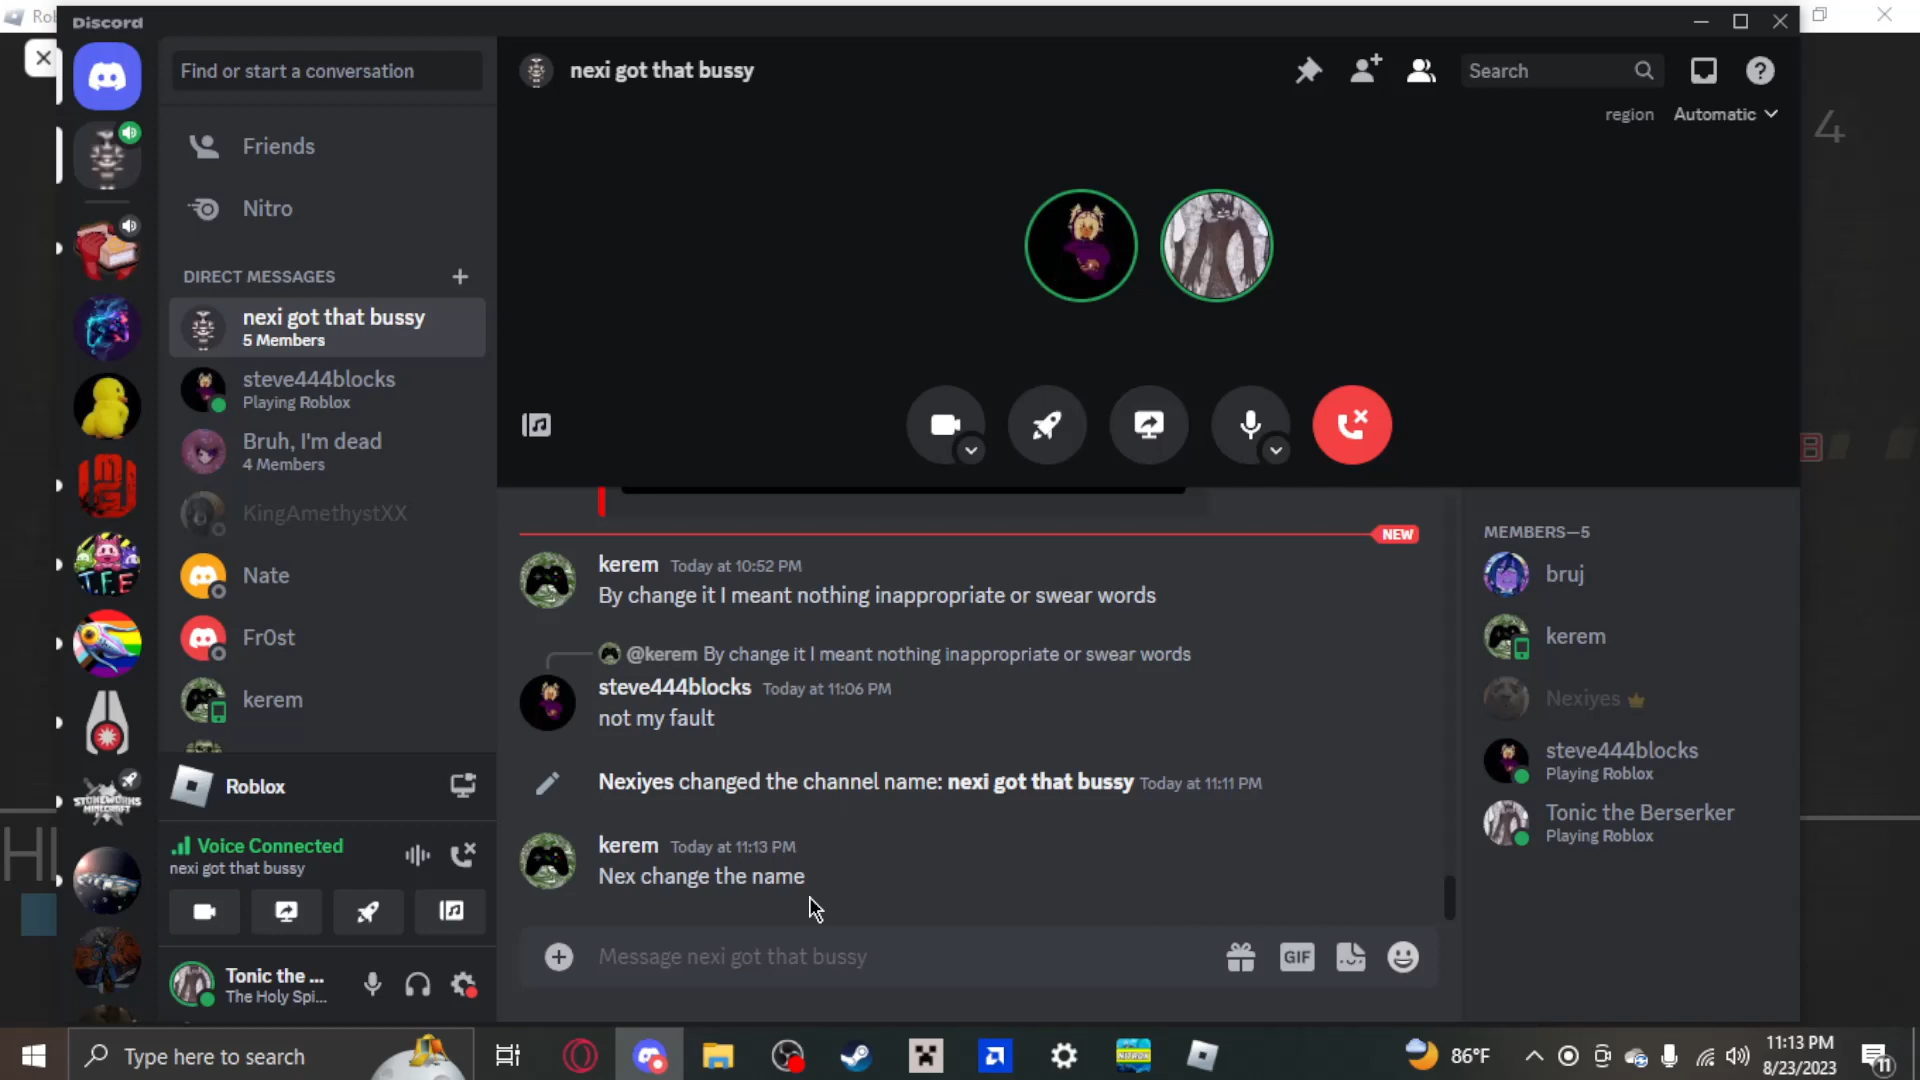 Rob
Discord
Find or start a conversation
Friends
Nitro
DIRECT MESSAGES
nexi got that bussy
5 Members
steve444blocks
Playing Roblox
Bruh, I'm dead
4 Members
KingAmethystXX
Nate
Fr0st
kerem
Roblox
Voice Connected
nexi got that bussy
Tonic the ...
The Holy Spi...
T.F.E
STONEWORKS
MINECRAFT
nexi got that bussy
Search
region Automatic
4
B
NEW
kerem Today at 10:52 PM
By change it I meant nothing inappropriate or swear words
@kerem By change it I meant nothing inappropriate or swear words
steve444blocks Today at 11:06 PM
not my fault
Nexiyes changed the channel name: nexi got that bussy Today at 11:11 PM
kerem Today at 11:13 PM
Nex change the name
Message nexi got that bussy
GIF
MEMBERS—5
bruj
kerem
Nexiyes
steve444blocks
Playing Roblox
Tonic the Berserker
Playing Roblox
Type here to search
NITRON
86°F
11:13 PM
8/23/2023
11